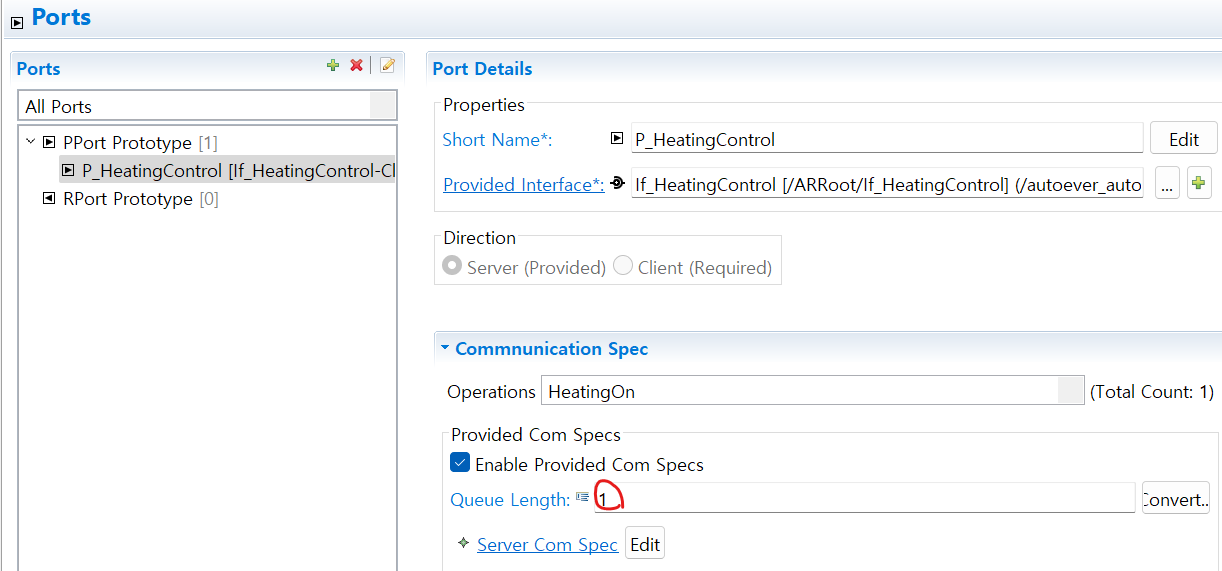 Ports
Ports
All Ports
PPort Prototype [1]
P_HeatingControl [If_HeatingControl-Cl
RPort Prototype [0]
Port Details
Properties
Short Name*: P_HeatingControl Edit
Provided Interface*: If_HeatingControl [/ARRoot/If_HeatingControl] (/autoever_auto ...
Direction
Server (Provided) Client (Required)
Commnunication Spec
Operations HeatingOn (Total Count: 1)
Provided Com Specs
Enable Provided Com Specs
Queue Length: 1 Convert..
Server Com Spec Edit